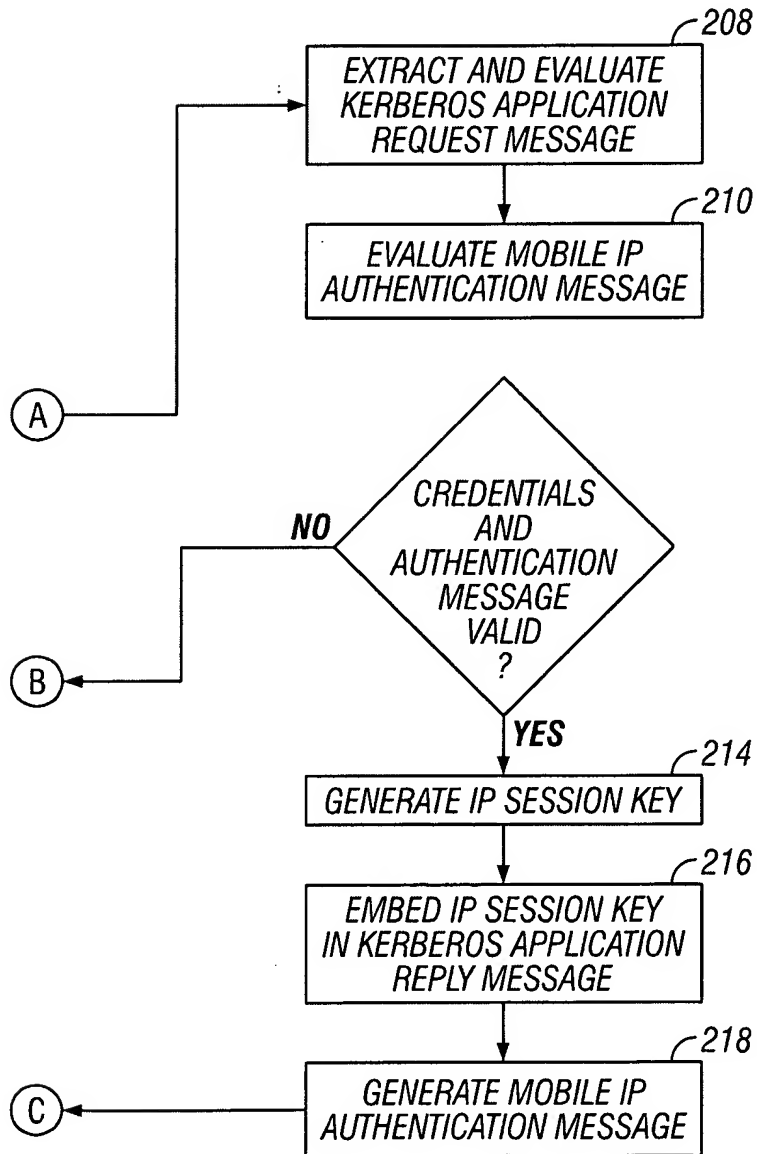 208
EXTRACT AND EVALUATE
KERBEROS APPLICATION
REQUEST MESSAGE
210
EVALUATE MOBILE IP
AUTHENTICATION MESSAGE
A
CREDENTIALS
AND
AUTHENTICATION
MESSAGE
VALID
?
NO
B
YES
214
GENERATE IP SESSION KEY
216
EMBED IP SESSION KEY
IN KERBEROS APPLICATION
REPLY MESSAGE
218
GENERATE MOBILE IP
AUTHENTICATION MESSAGE
C